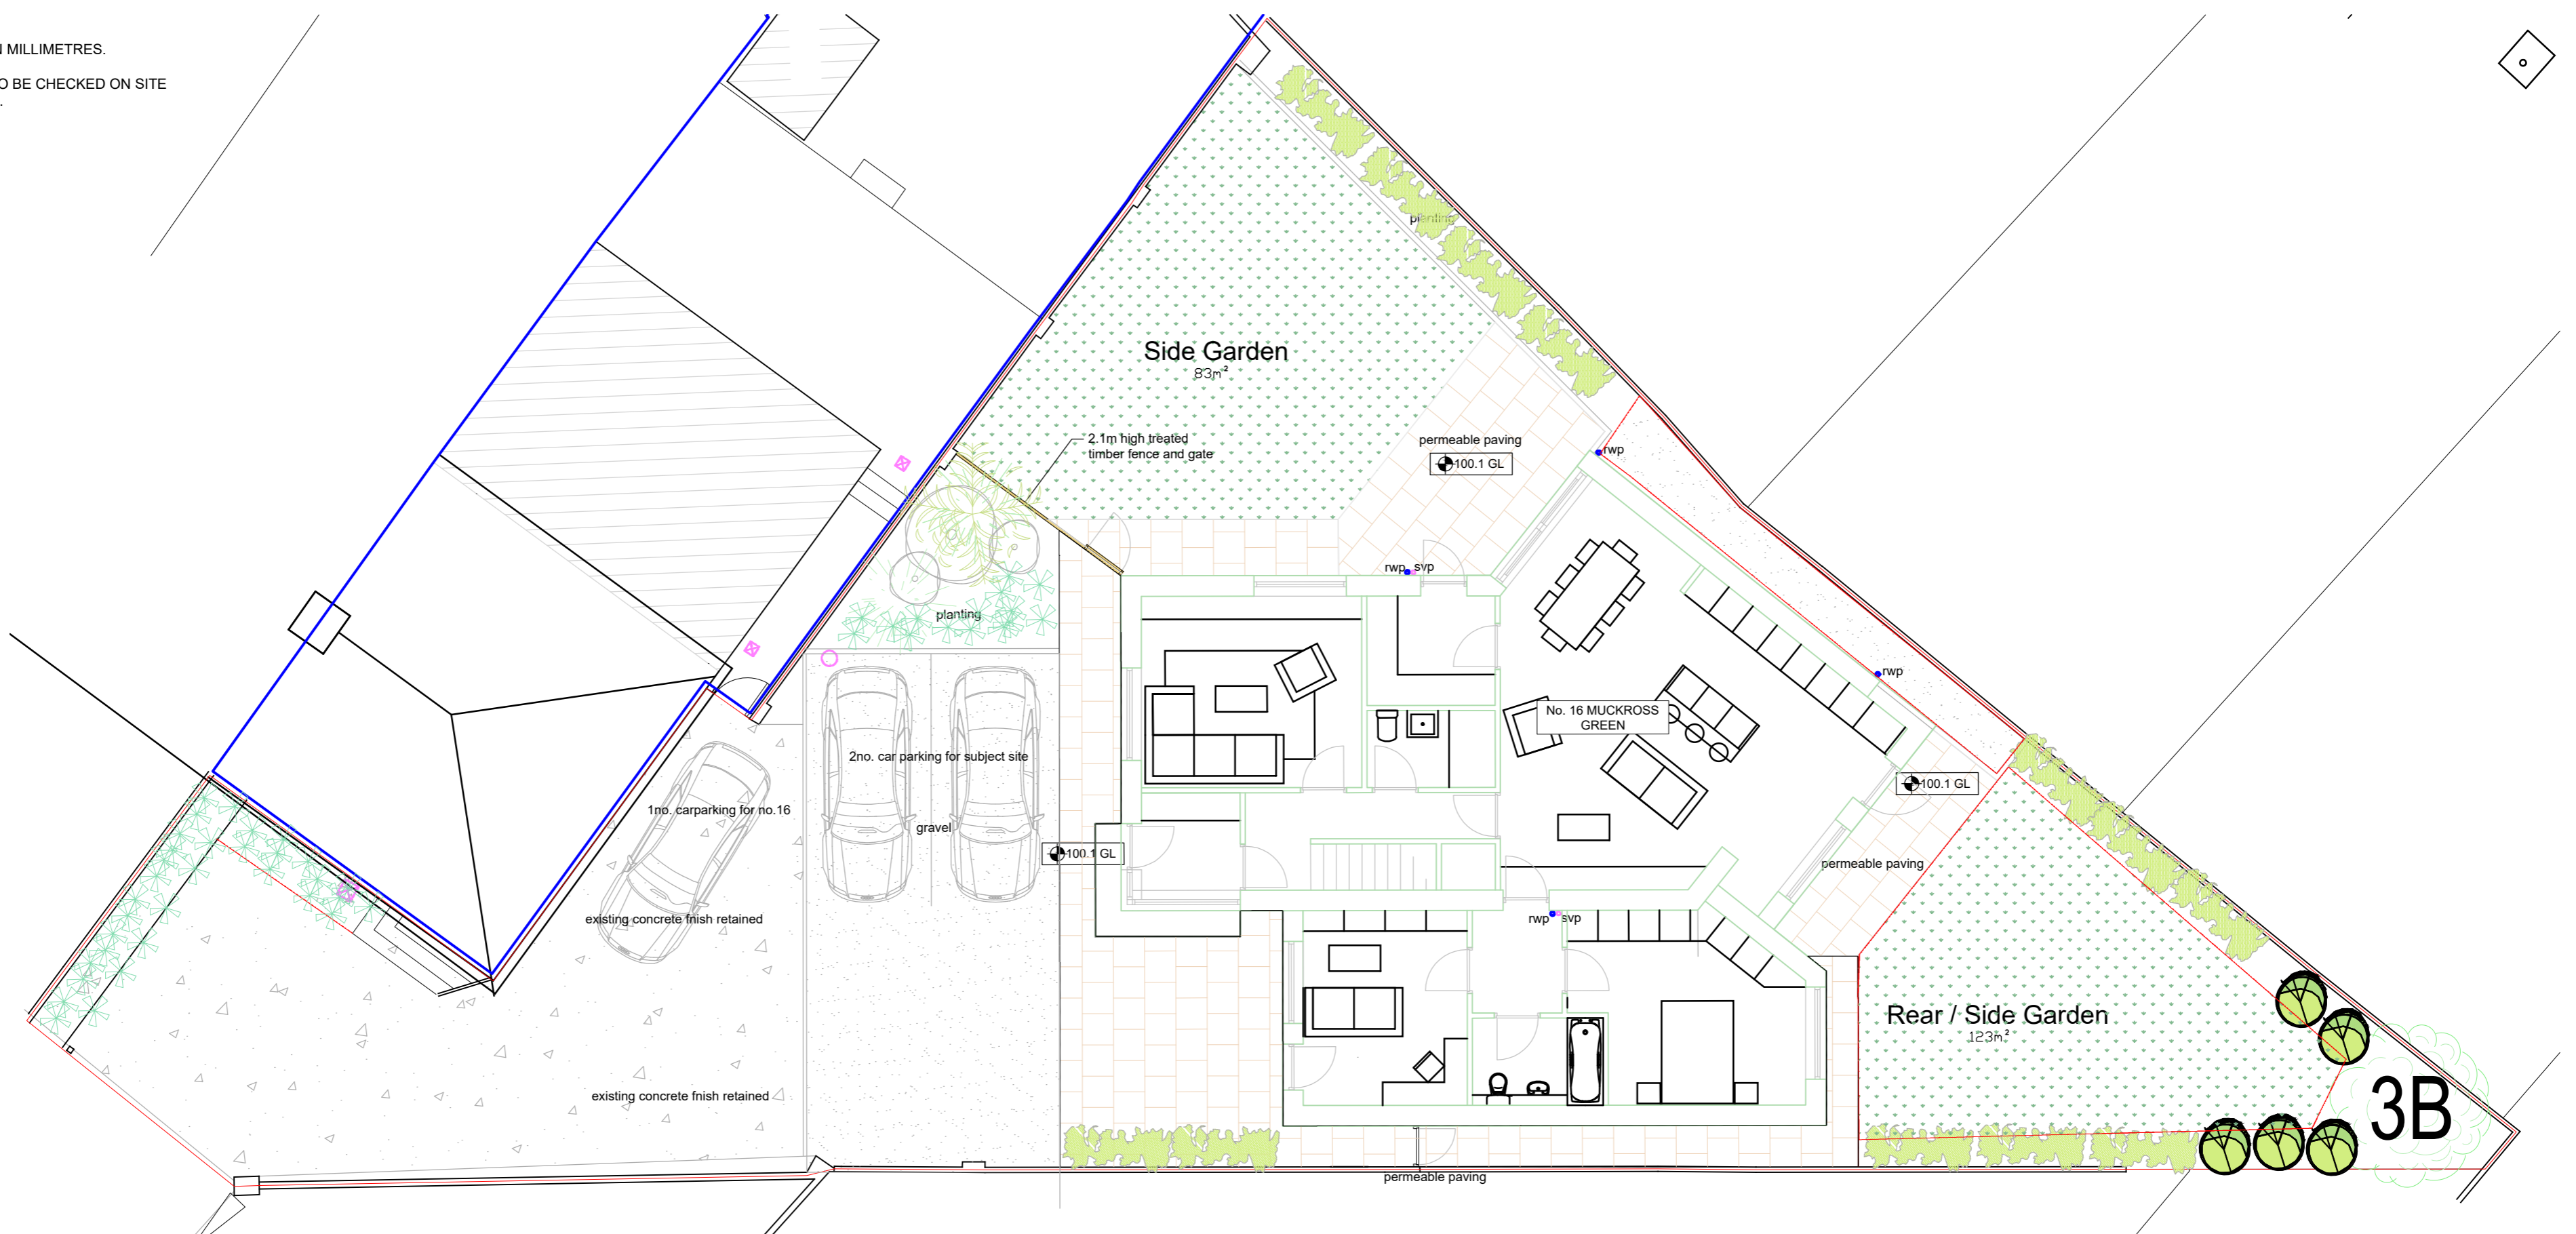 N MILLIMETRES.
O BE CHECKED ON SITE
.
planting
Side Garden
83m²
2.1m high treated
timber fence and gate
permeable paving
100.1 GL
rwp
rwp svp
planting
rwp
No. 16 MUCKROSS
GREEN
2no. car parking for subject site
100.1 GL
1no. carparking for no.16
gravel
100.1 GL
permeable paving
existing concrete fnish retained
rwp svp
Rear / Side Garden
123m²
existing concrete fnish retained
3B
permeable paving